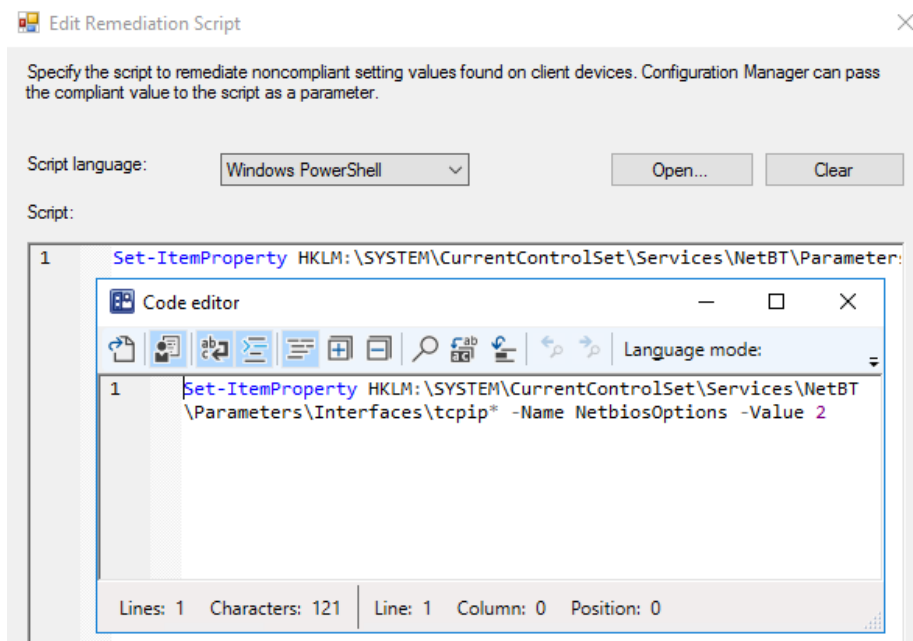 Edit Remediation Script
Specify the script to remediate noncompliant setting values found on client devices. Configuration Manager can pass
the compliant value to the script as a parameter.
Script language: Windows PowerShell Open... Clear
Script:
1 Set-ItemProperty HKLM:\SYSTEM\CurrentControlSet\Services\NetBT\Parameter
Code editor
Language mode:
1 Set-ItemProperty HKLM:\SYSTEM\CurrentControlSet\Services\NetBT
\Parameters\Interfaces\tcpip* -Name NetbiosOptions -Value 2
Lines: 1 Characters: 121 Line: 1 Column: 0 Position: 0